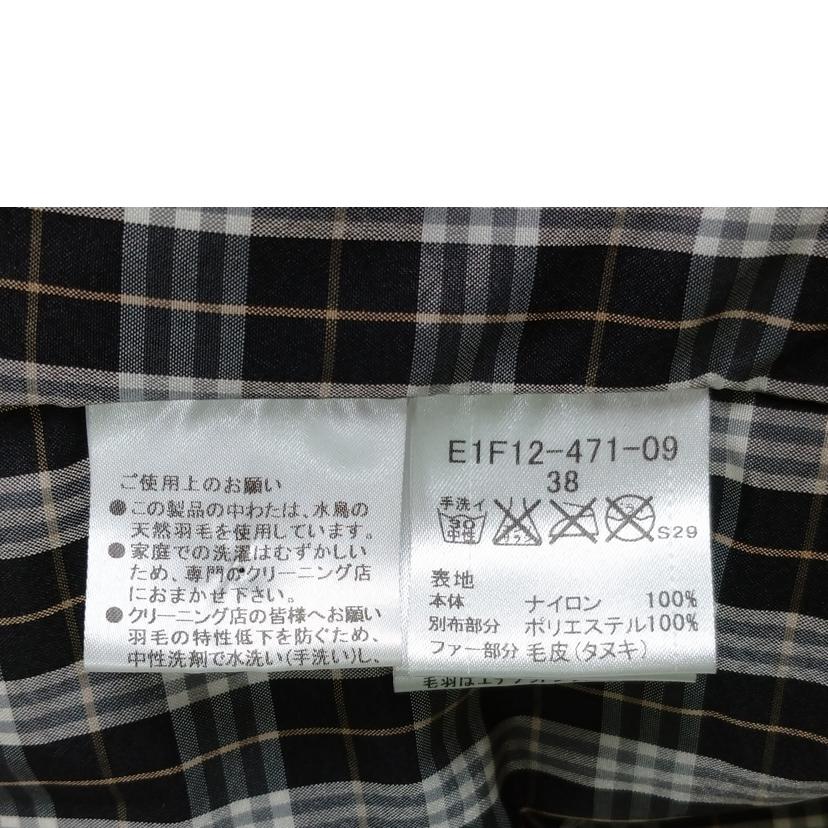 ご使用上のお願い
●この製品の中わたは、水鳥の
天然羽毛を使用しています。
●家庭での洗濯はむずかしい
ため、専門のクリーニング店
におまかせ下さい。
●クリーニング店の皆様へお願い
羽毛の特性低下を防ぐため、
中性洗剤で水洗い(手洗い)し、
E1F12-471-09
38
手洗イ
30
中性
S29
表地
本体 ナイロン 100%
別布部分 ポリエステル100%
ファー部分 毛皮(タヌキ)